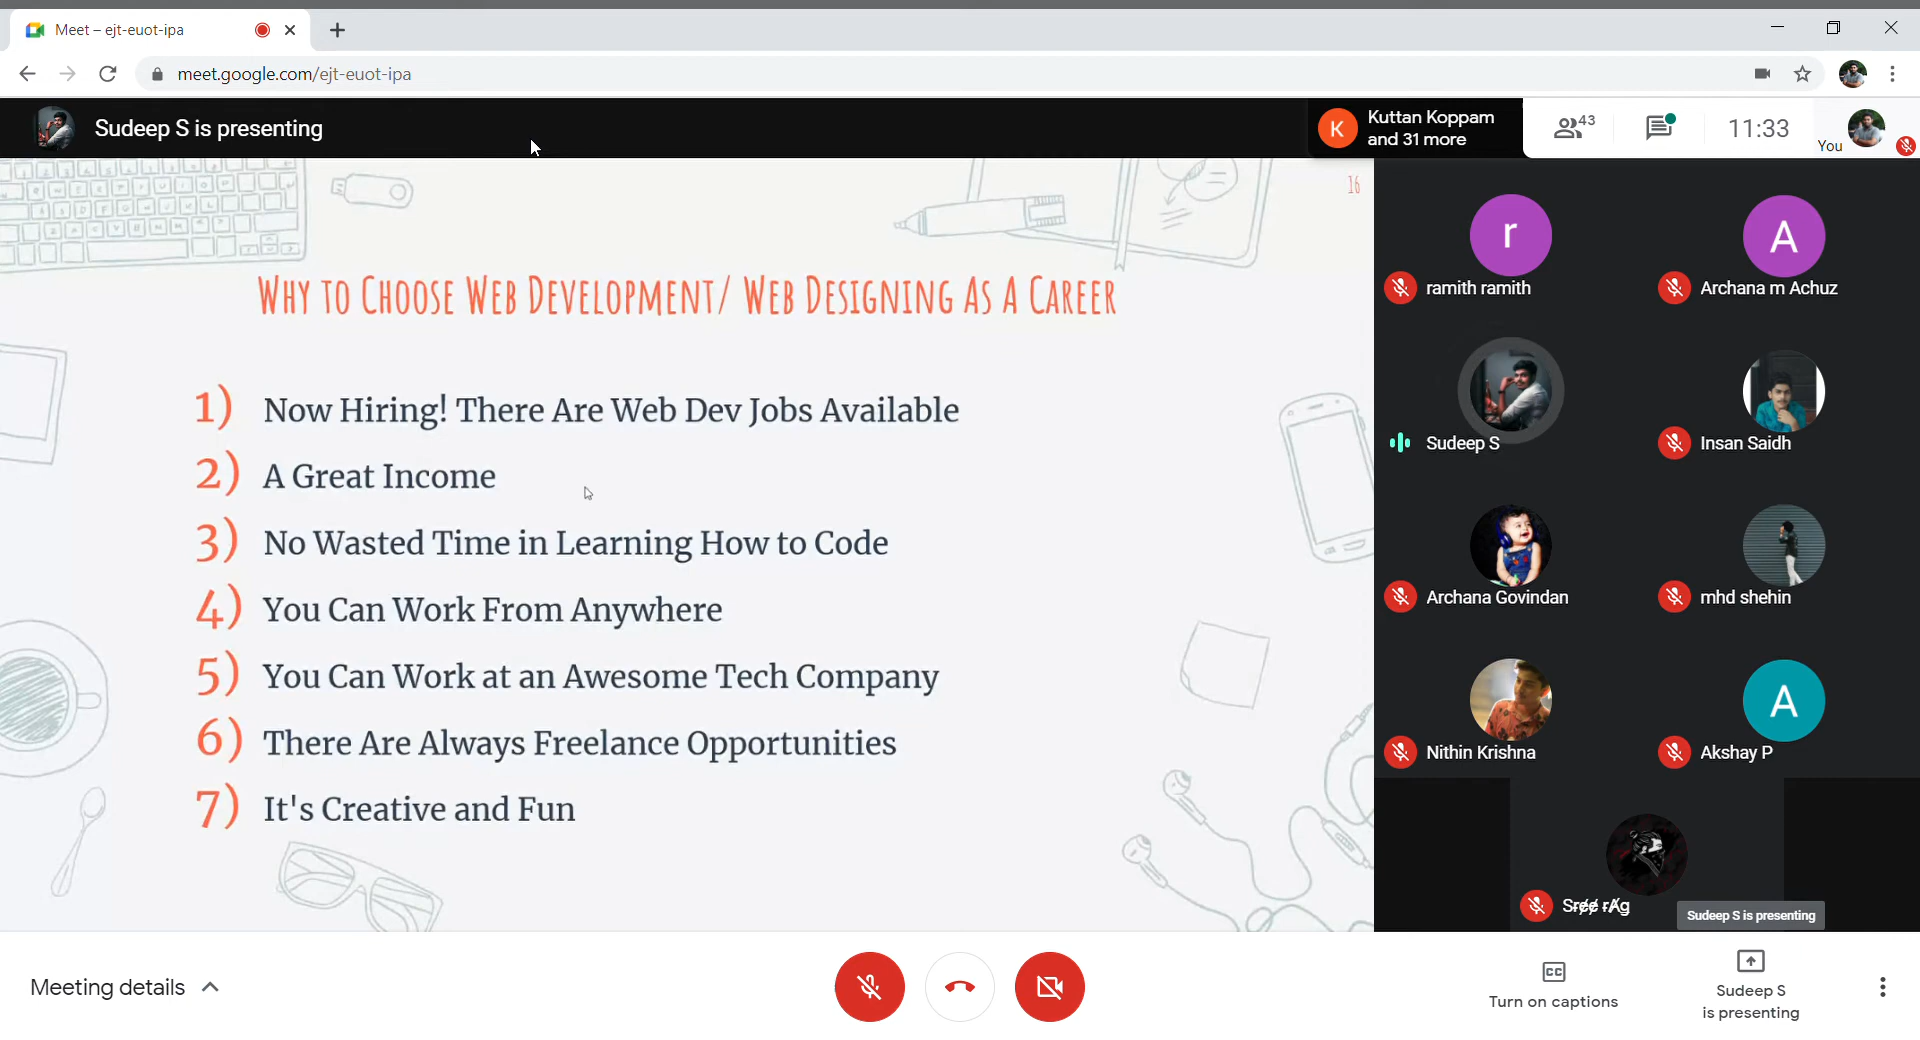 Meet – ejt-euot-ipa
meet.google.com/ejt-euot-ipa
Sudeep S is presenting
K
Kuttan Koppam
and 31 more
43
11:33
You
16
Why to Choose Web Development/ Web Designing As A Career
1) Now Hiring! There Are Web Dev Jobs Available
2) A Great Income
3) No Wasted Time in Learning How to Code
4) You Can Work From Anywhere
5) You Can Work at an Awesome Tech Company
6) There Are Always Freelance Opportunities
7) It's Creative and Fun
r
ramith ramith
A
Archana m Achuz
Sudeep S
Insan Saidh
Archana Govindan
mhd shehin
Nithin Krishna
A
Akshay P
Sudeep S is presenting
Meeting details
CC
Turn on captions
Sudeep S
is presenting